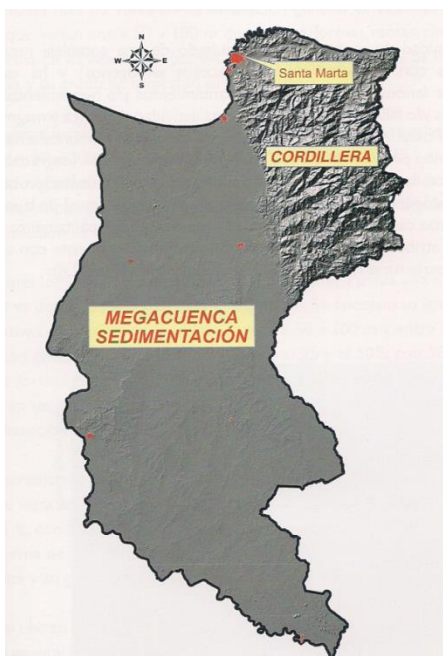 N
W E
S
Santa Marta
CORDILLERA
MEGACUENCA
SEDIMENTACIÓN